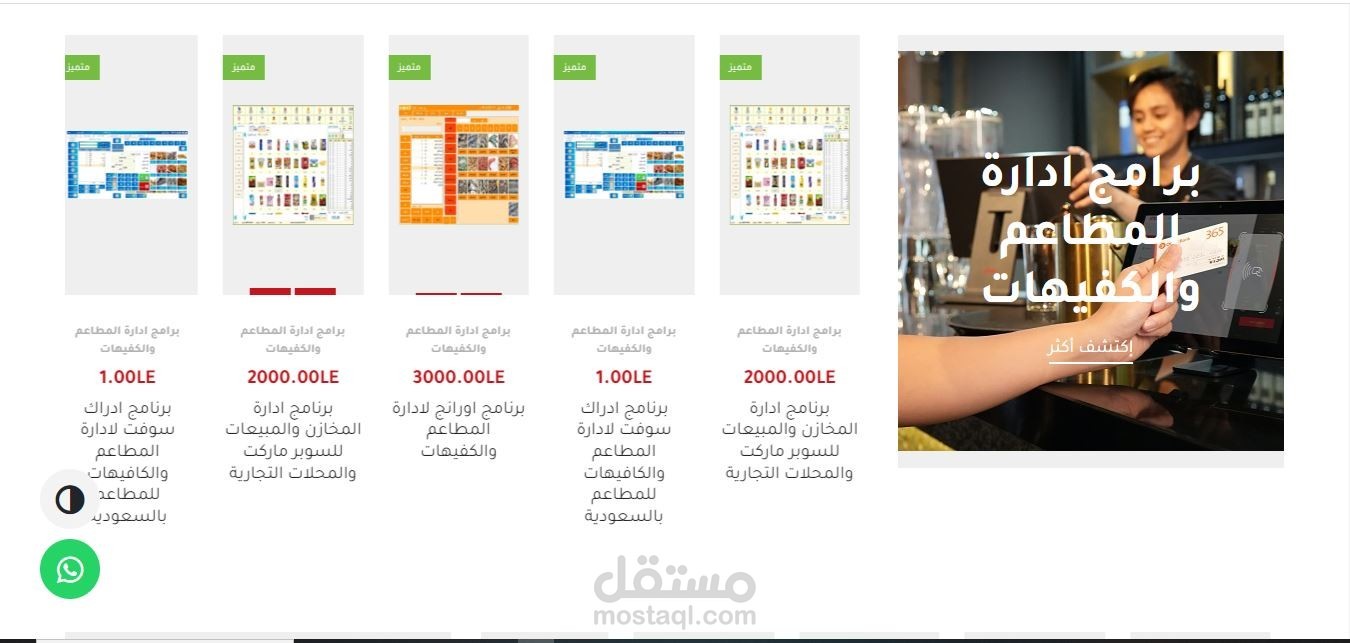 برامج ادارة
المطاعم
والكفيهات
إكتشف أكثر
365
متميز
برامج ادارة المطاعم
والكفيهات
2000.00LE
برنامج ادارة
المخازن والمبيعات
للسوبر ماركت
والمحلات التجارية
متميز
برامج ادارة المطاعم
والكفيهات
1.00LE
برنامج ادراك
سوفت لادارة
المطاعم
والكافيهات
للمطاعم
بالسعودية
متميز
برامج ادارة المطاعم
والكفيهات
3000.00LE
برنامج اورانج لادارة
المطاعم
والكفيهات
متميز
برامج ادارة المطاعم
والكفيهات
2000.00LE
برنامج ادارة
المخازن والمبيعات
للسوبر ماركت
والمحلات التجارية
متميز
برامج ادارة المطاعم
والكفيهات
1.00LE
برنامج ادراك
سوفت لادارة
المطاعم
والكافيهات
للمطاعم
بالسعودية
مستقل
mostaql.com